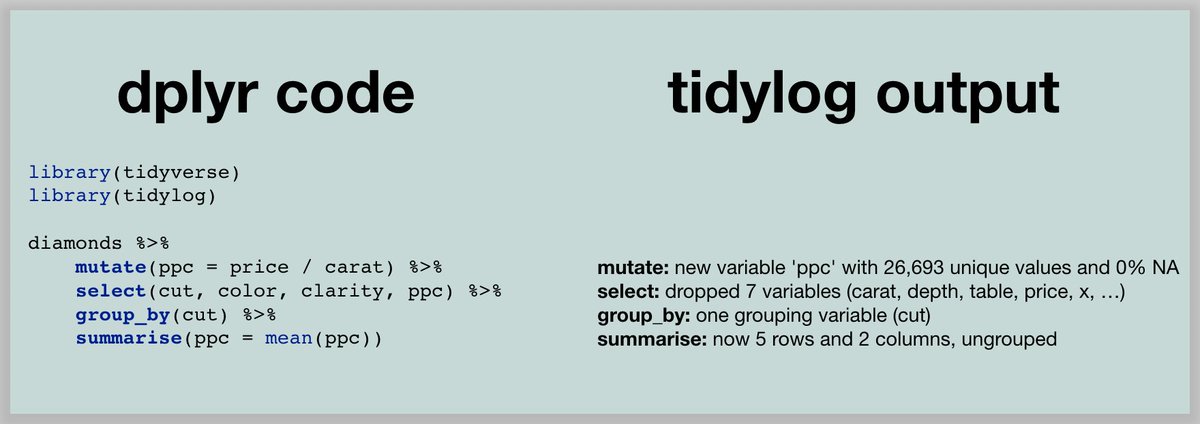 dplyr code
library(tidyverse)
library(tidylog)
diamonds %>%
    mutate(ppc = price / carat) %>%
    select(cut, color, clarity, ppc) %>%
    group_by(cut) %>%
    summarise(ppc = mean(ppc))
tidylog output
mutate: new variable 'ppc' with 26,693 unique values and 0% NA
select: dropped 7 variables (carat, depth, table, price, x, …)
group_by: one grouping variable (cut)
summarise: now 5 rows and 2 columns, ungrouped